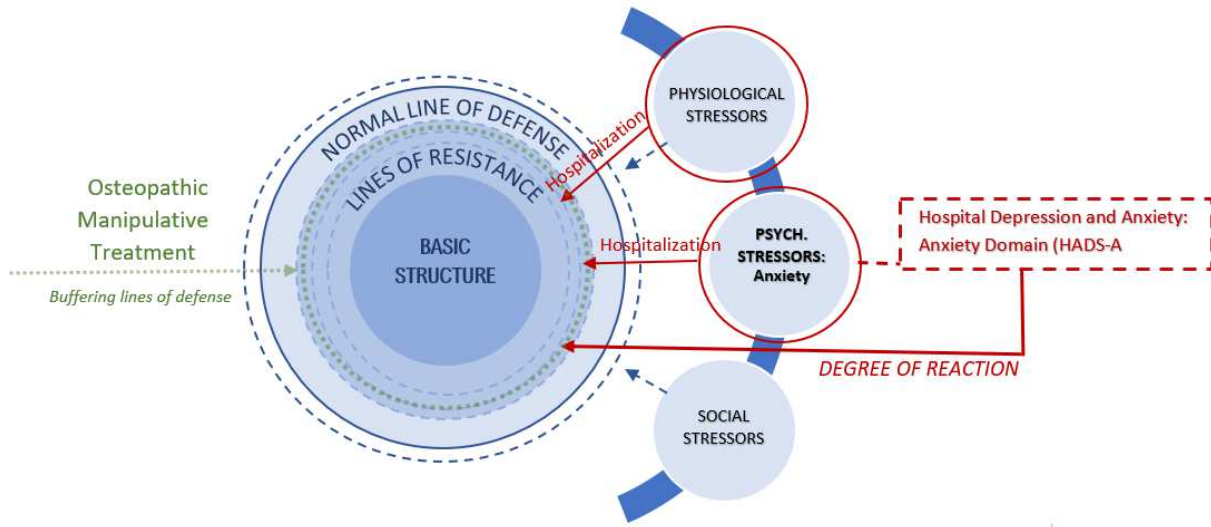 Osteopathic
Manipulative
Treatment
Buffering lines of defense
NORMAL LINE OF DEFENSE
LINES OF RESISTANCE
BASIC
STRUCTURE
Hospitalization
Hospitalization
PHYSIOLOGICAL
STRESSORS
PSYCH.
STRESSORS:
Anxiety
SOCIAL
STRESSORS
Hospital Depression and Anxiety:
Anxiety Domain (HADS-A
DEGREE OF REACTION